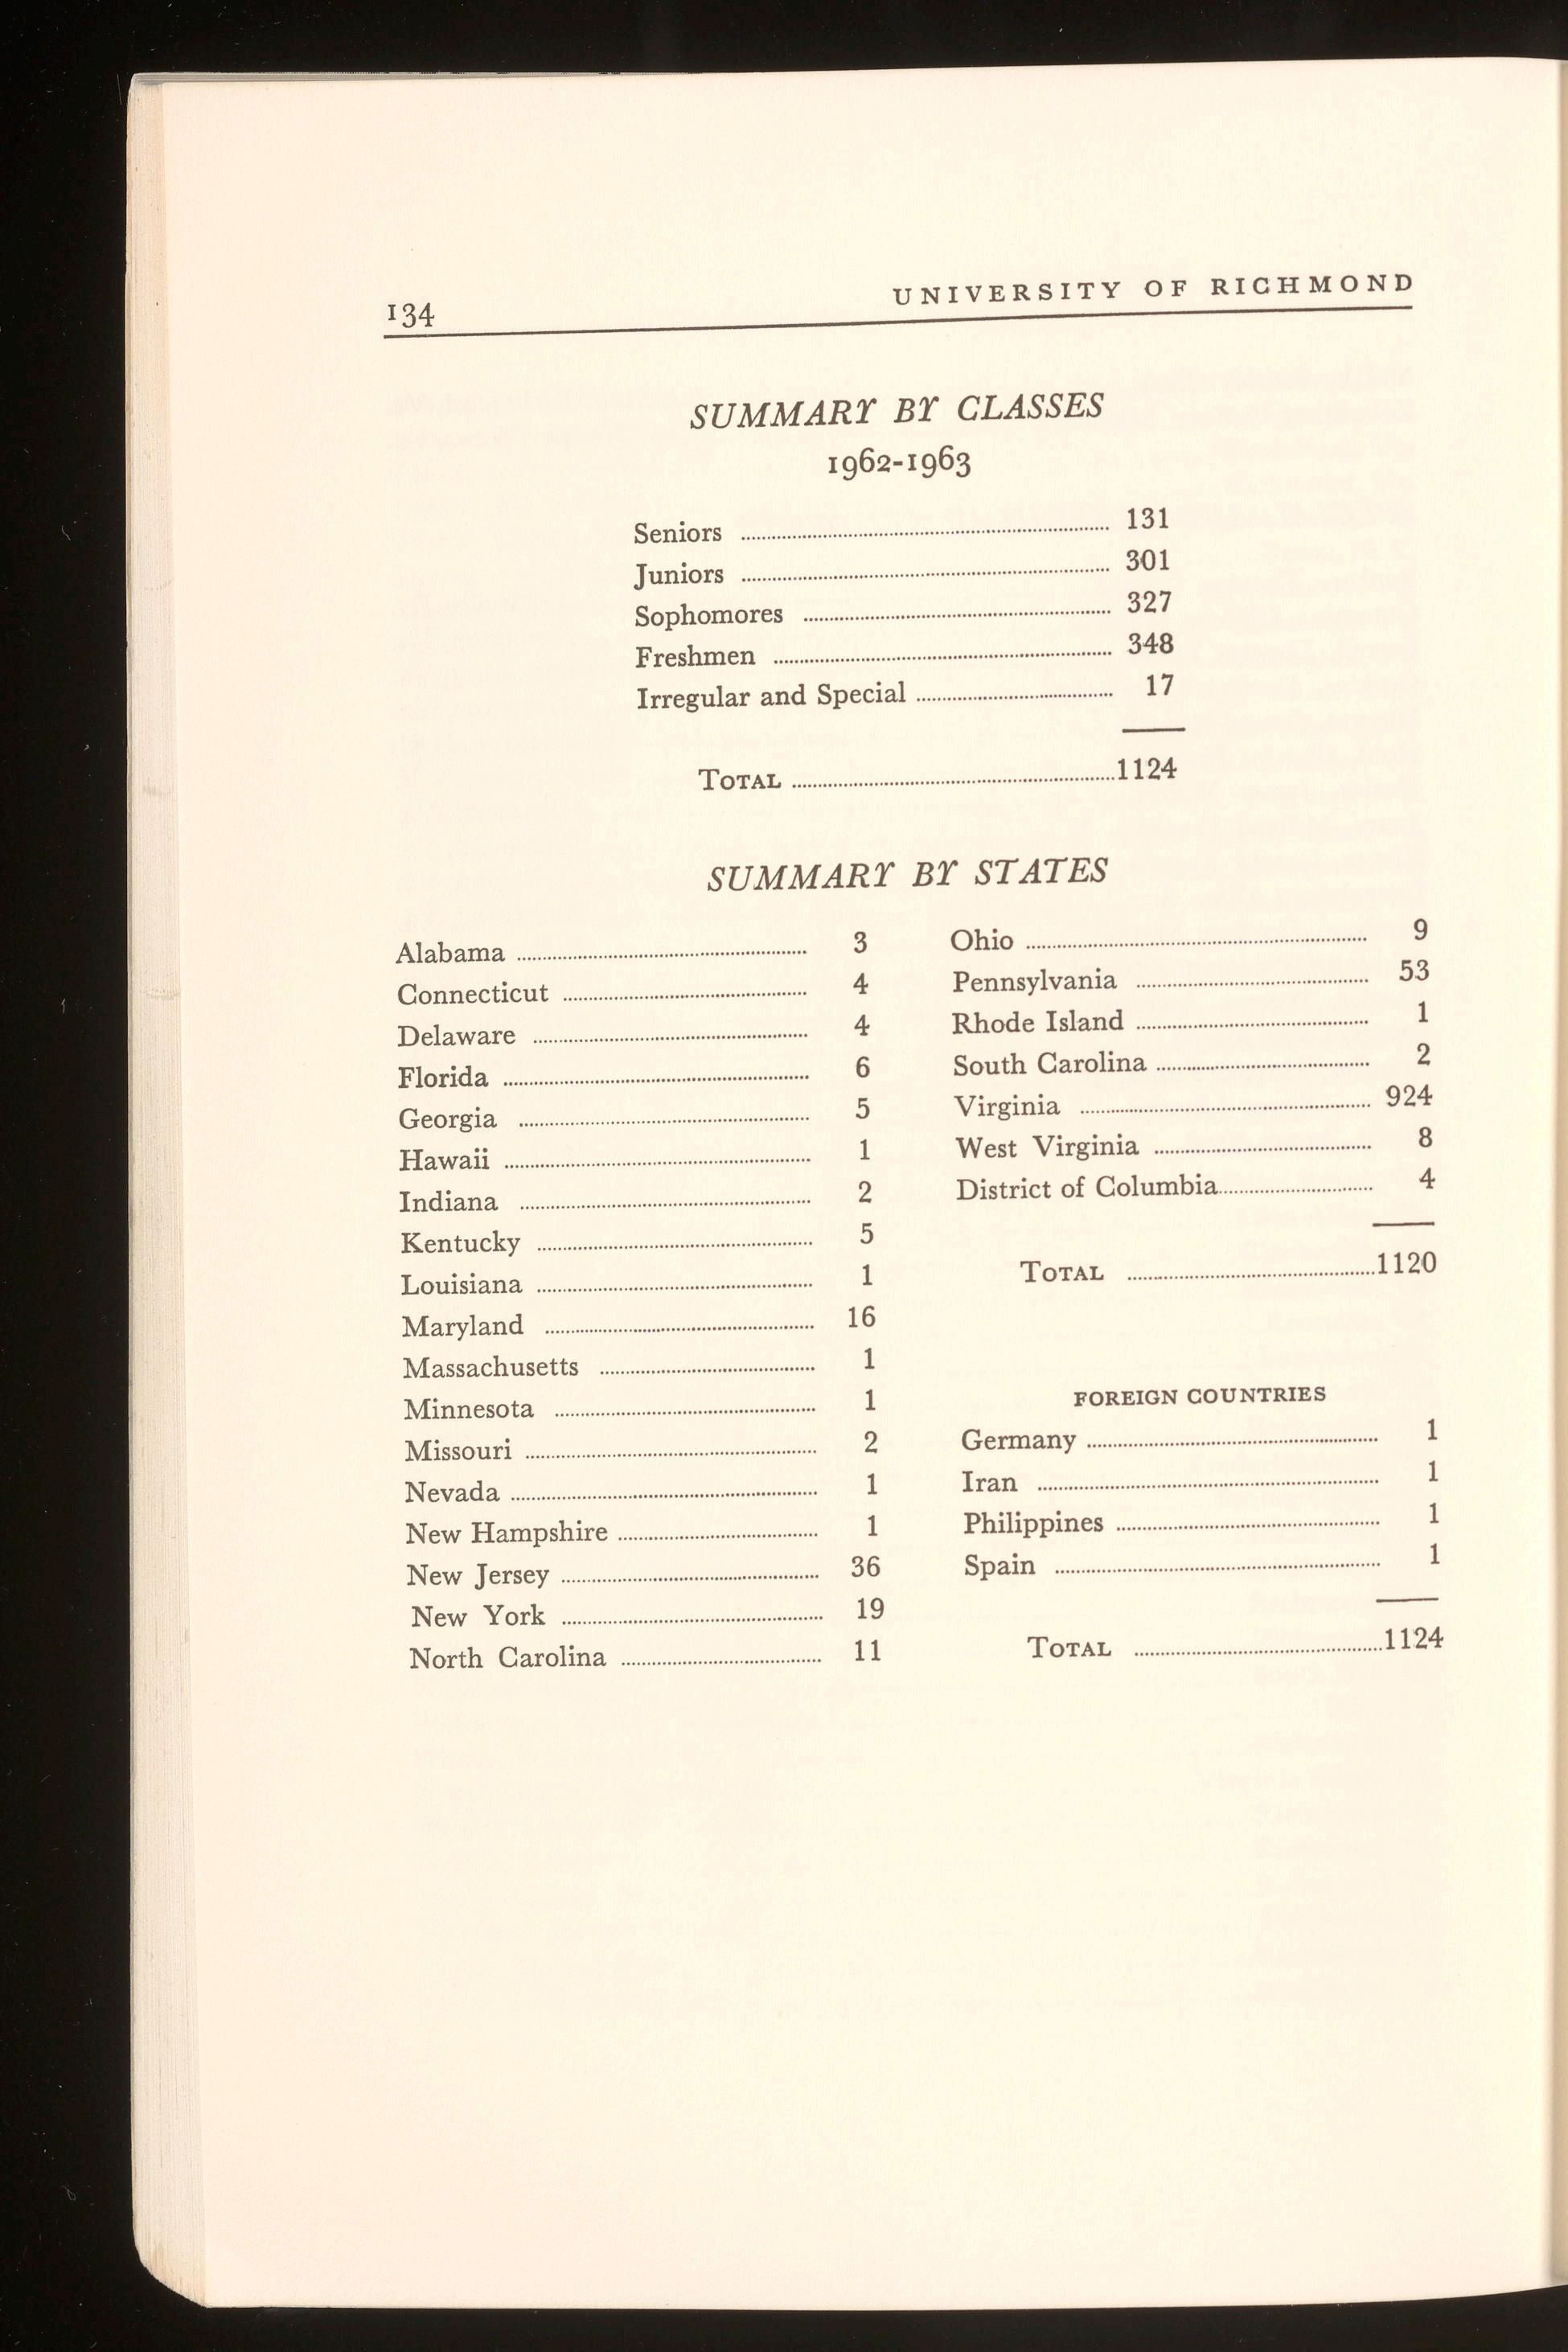 134
UNIVERSITY OF RICHMOND
SUMMARY BY CLASSES
1962-1963
Seniors 131
Juniors 301
Sophomores 327
Freshmen 348
Irregular and Special 17
TOTAL 1124
SUMMARY BY STATES
Alabama 3
Connecticut 4
Delaware 4
Florida 6
Georgia 5
Hawaii 1
Indiana 2
Kentucky 5
Louisiana 1
Maryland 16
Massachusetts 1
Minnesota 1
Missouri 2
Nevada 1
New Hampshire 1
New Jersey 36
New York 19
North Carolina 11
Ohio 9
Pennsylvania 53
Rhode Island 1
South Carolina 2
Virginia 924
West Virginia 8
District of Columbia 4
TOTAL 1120
FOREIGN COUNTRIES
Germany 1
Iran 1
Philippines 1
Spain 1
TOTAL 1124